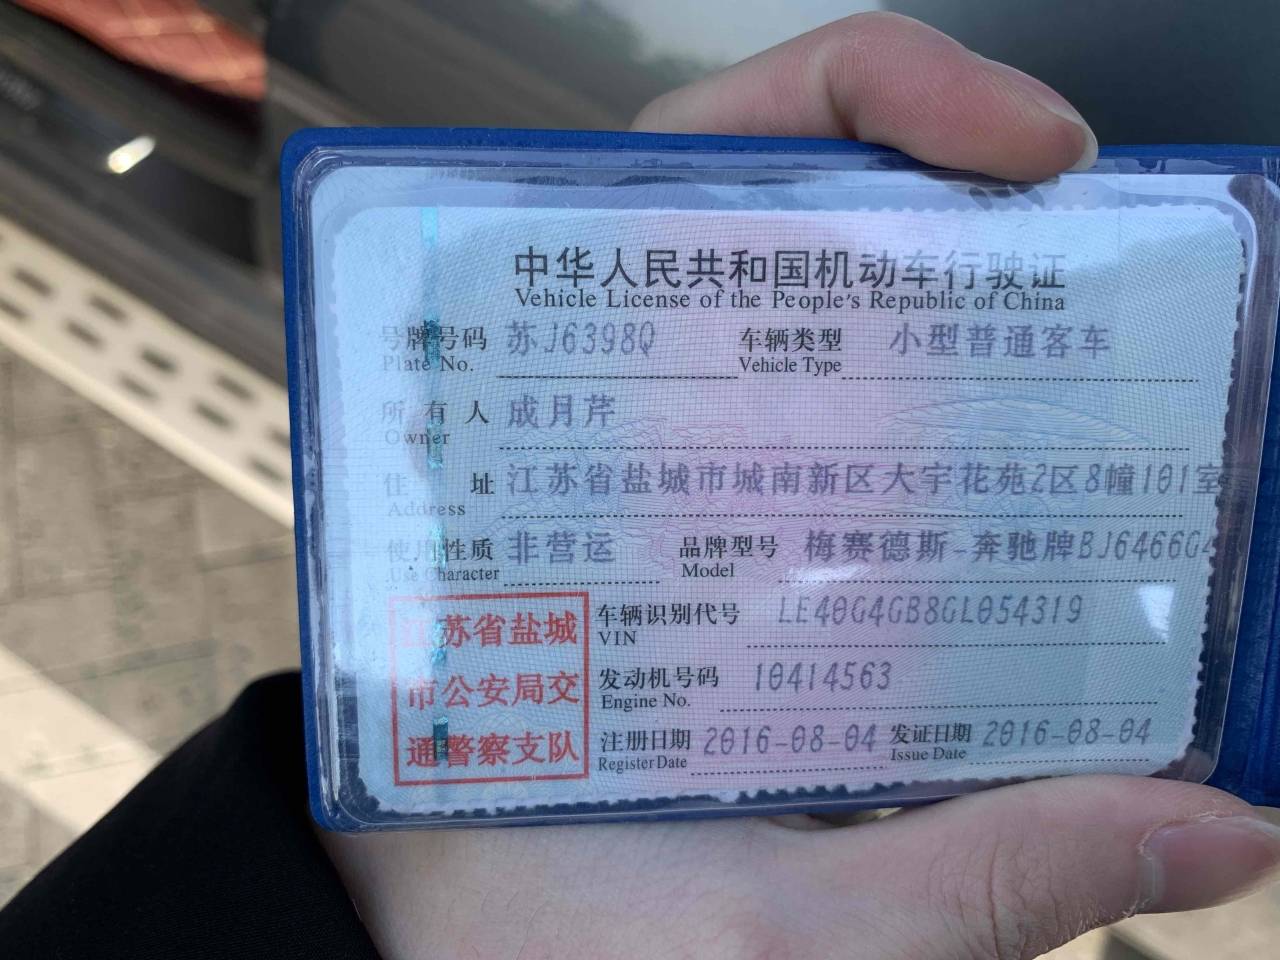 中华人民共和国机动车行驶证
Vehicle License of the People's Republic of China
号牌号码 苏J6398Q 车辆类型 小型普通客车
Plate No. Vehicle Type
所有人 成月芹
Owner
住址 江苏省盐城市城南新区大宇花苑2区8幢101室
Address
使用性质 非营运 品牌型号 梅赛德斯-奔驰牌BJ6466G4
Use Character Model
江苏省盐城
市公安局交
通警察支队
车辆识别代号 LE40G4GB8GL054319
VIN
发动机号码 10414563
Engine No.
注册日期 2016-08-04 发证日期 2016-08-04
Register Date Issue Date